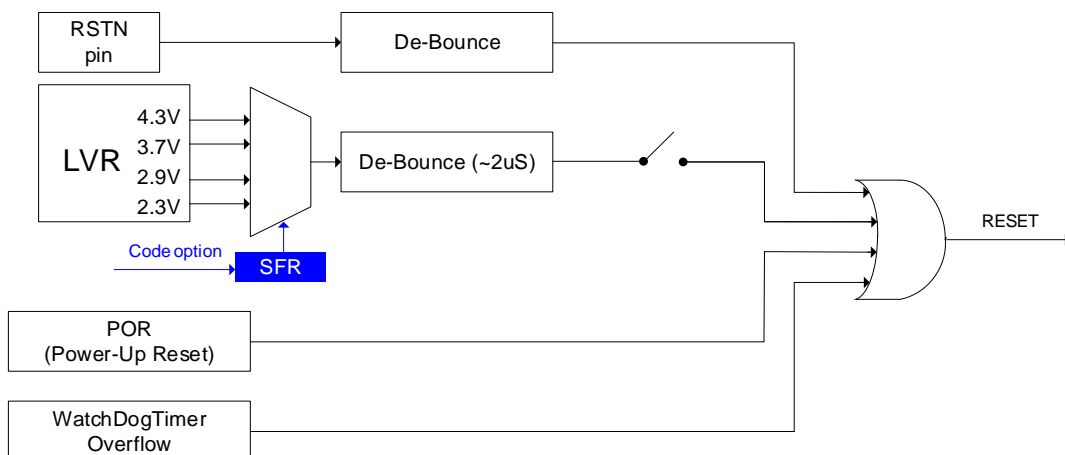 RSTN
pin
De-Bounce
LVR
4.3V
3.7V
2.9V
2.3V
De-Bounce (~2uS)
Code option
SFR
RESET
POR
(Power-Up Reset)
WatchDogTimer
Overflow